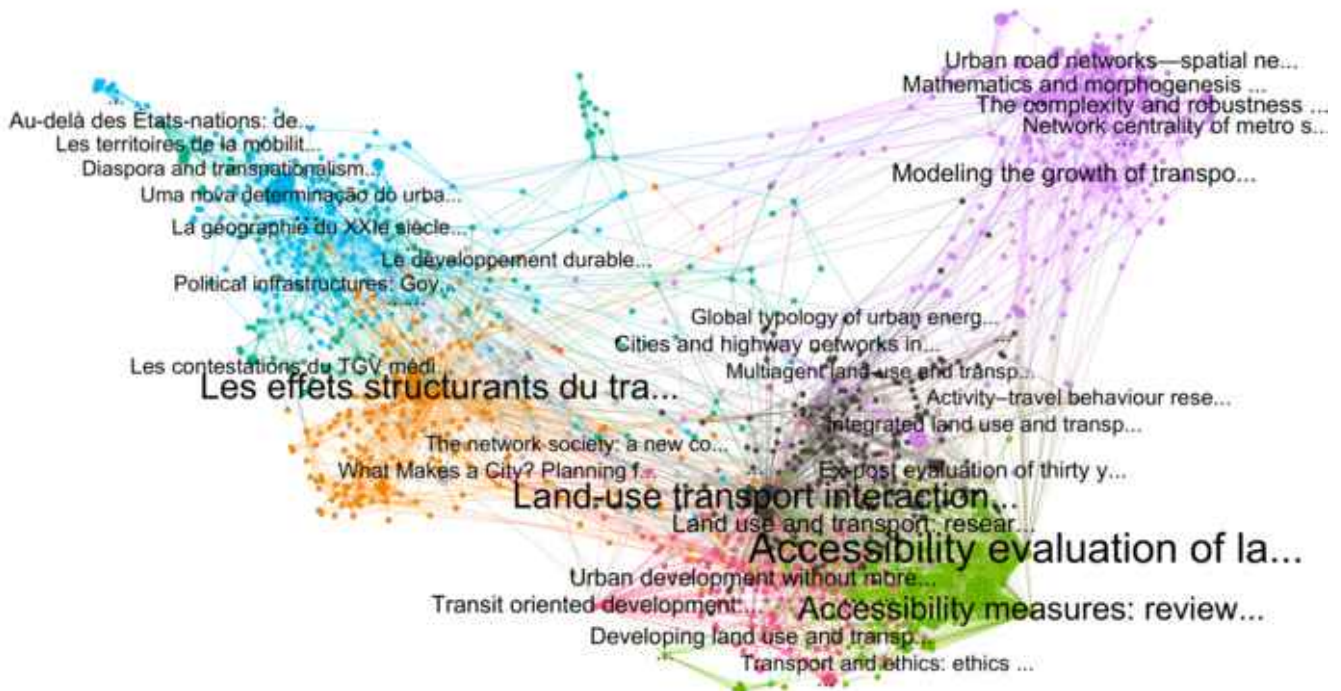 Urban road networks—spatial ne...
Mathematics and morphogenesis ...
The complexity and robustness ...
Network centrality of metro s...
Au-delà des États-nations: de...
Les territoires de la mobilit...
Diaspora and transnationalism...
Modeling the growth of transpo...
Uma nova determinação do urba...
La géographie du XXIe siècle...
Le développement durable...
Political infrastructures: Goy...
Global typology of urban energ...
Cities and highway networks in...
Les contestations du TGV médi...
Multiagent land-use and transp...
Les effets structurants du tra...
Activity–travel behaviour rese...
Integrated land use and transp...
The network society: a new co...
What Makes a City? Planning f...
Ex-post evaluation of thirty y...
Land-use transport interaction...
Land use and transport: resear...
Accessibility evaluation of la...
Urban development without more...
Transit oriented development:...
Accessibility measures: review...
Developing land use and transp...
Transport and ethics: ethics ...